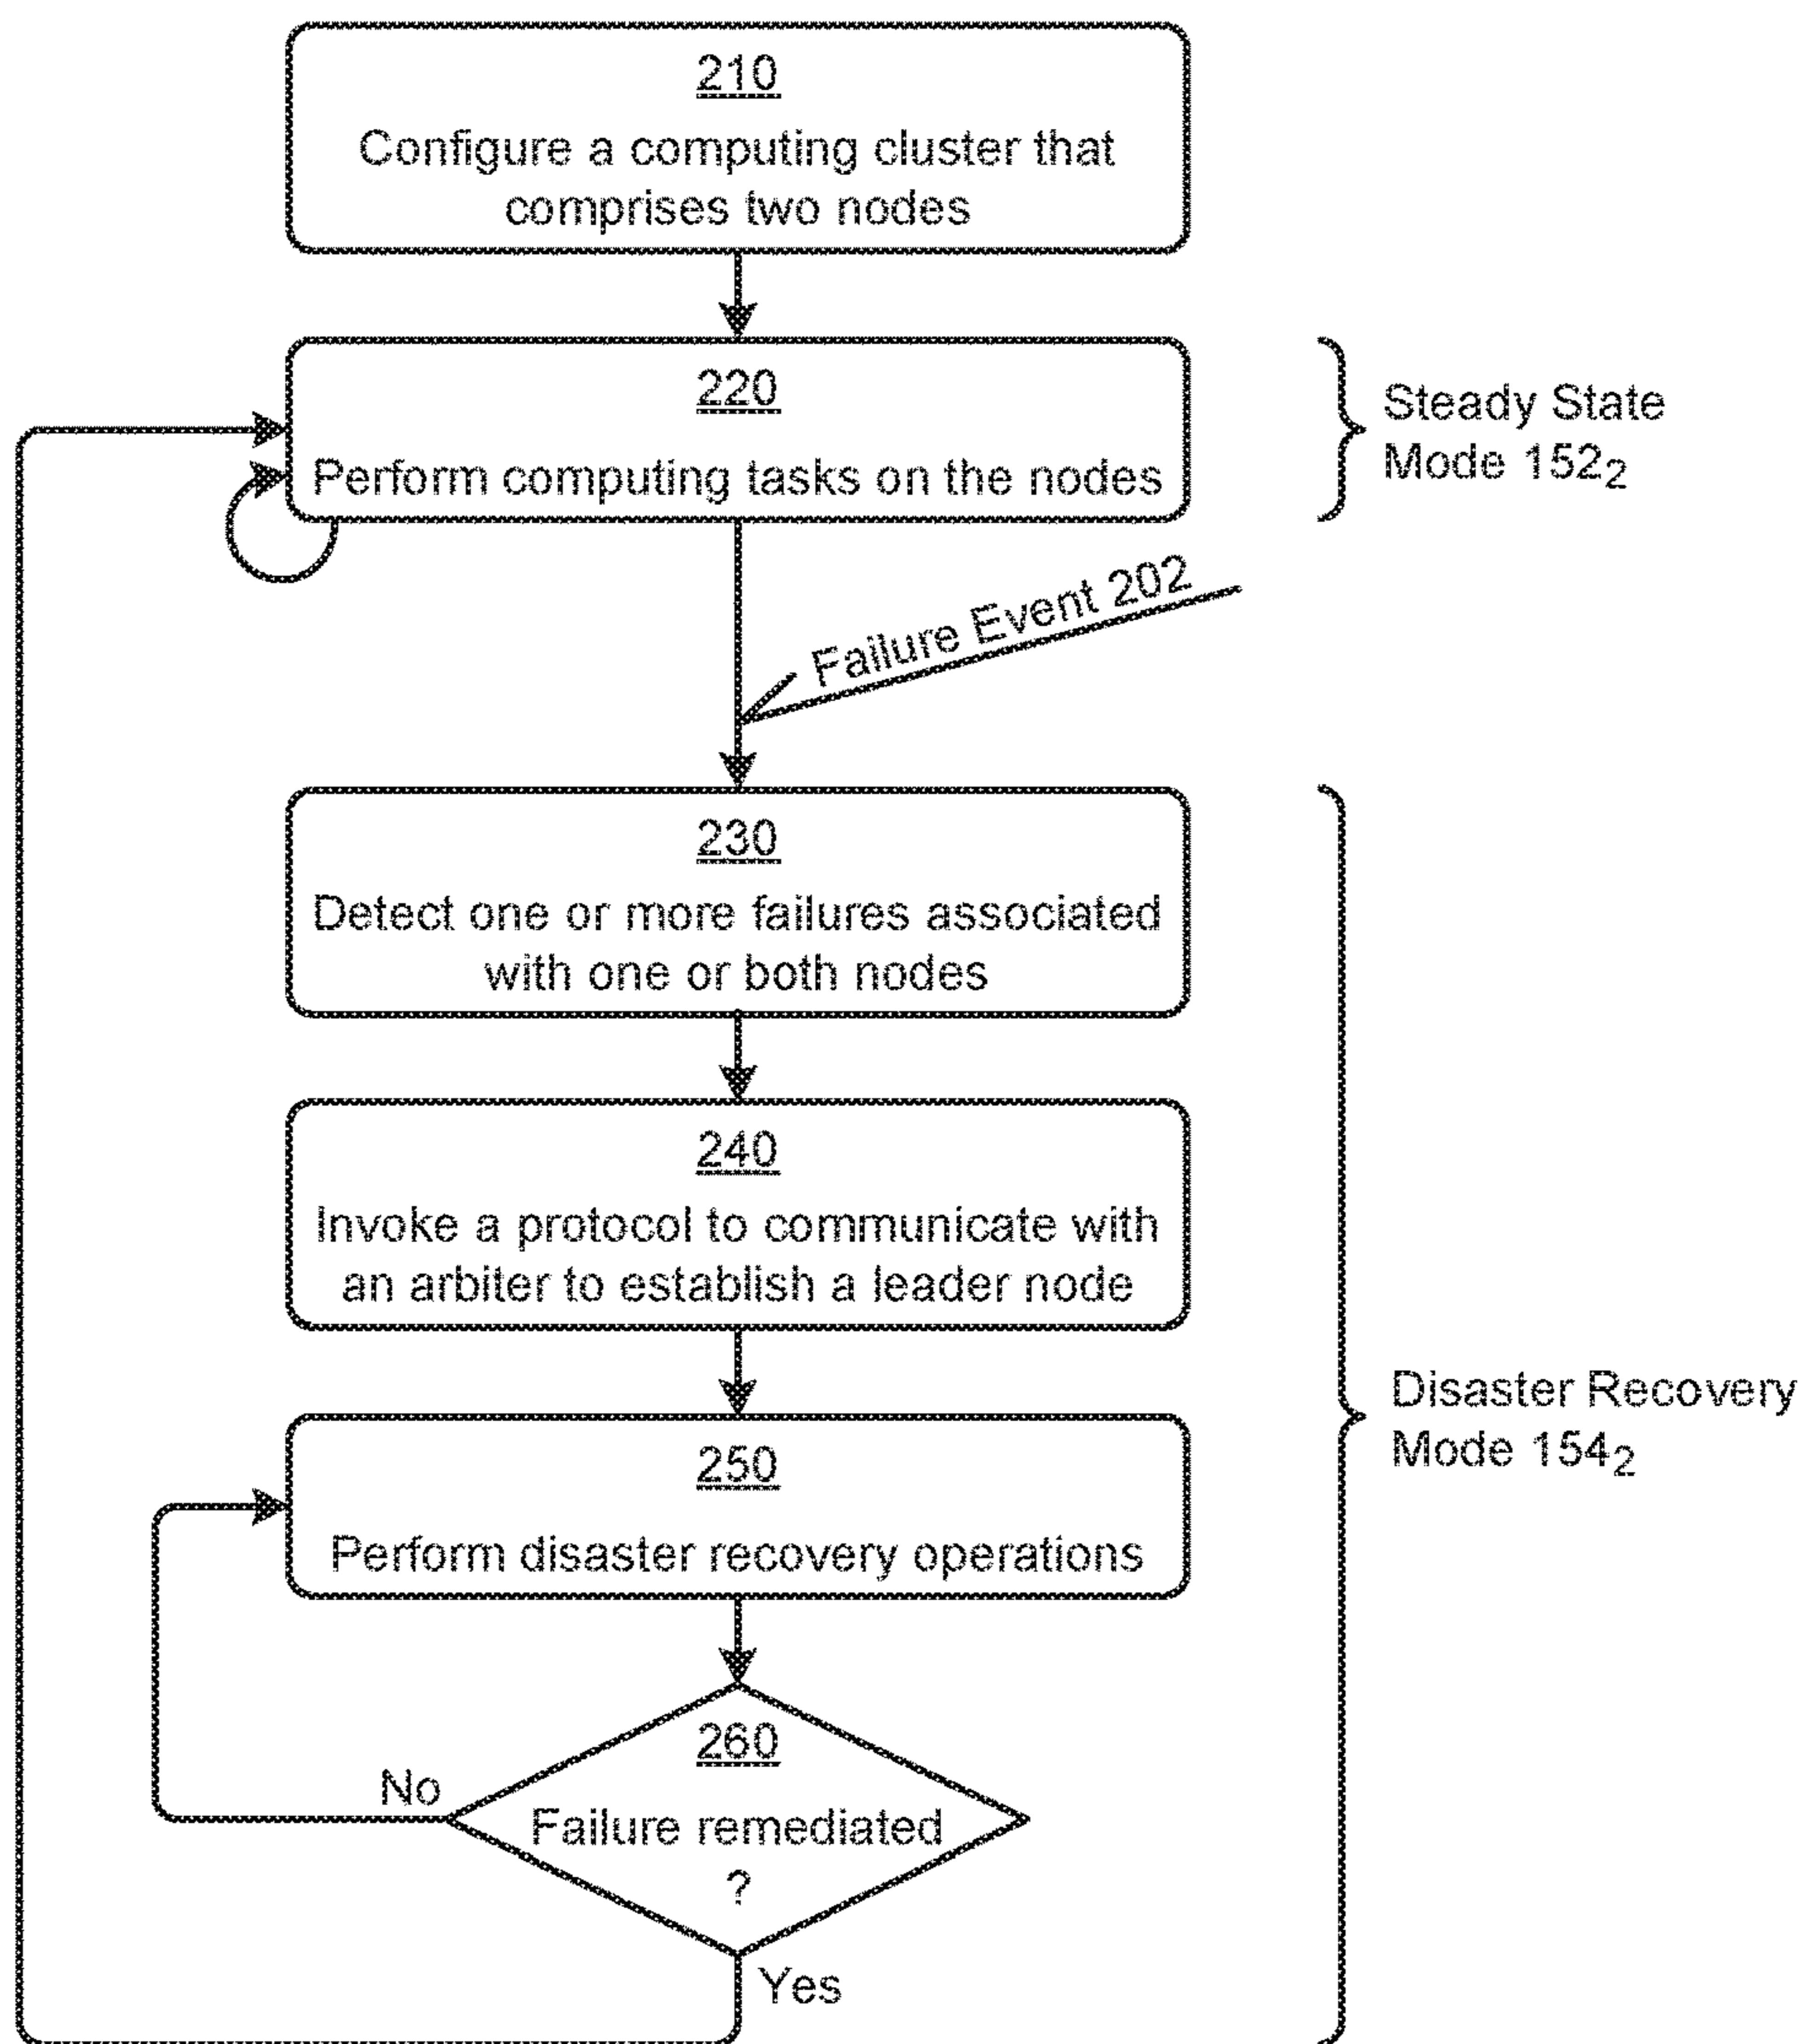 210
Configure a computing cluster that
comprises two nodes
220
Perform computing tasks on the nodes
Steady State
Mode 152₂
Failure Event 202
230
Detect one or more failures associated
with one or both nodes
240
Invoke a protocol to communicate with
an arbiter to establish a leader node
250
Perform disaster recovery operations
Disaster Recovery
Mode 154₂
260
Failure remediated
?
No
Yes